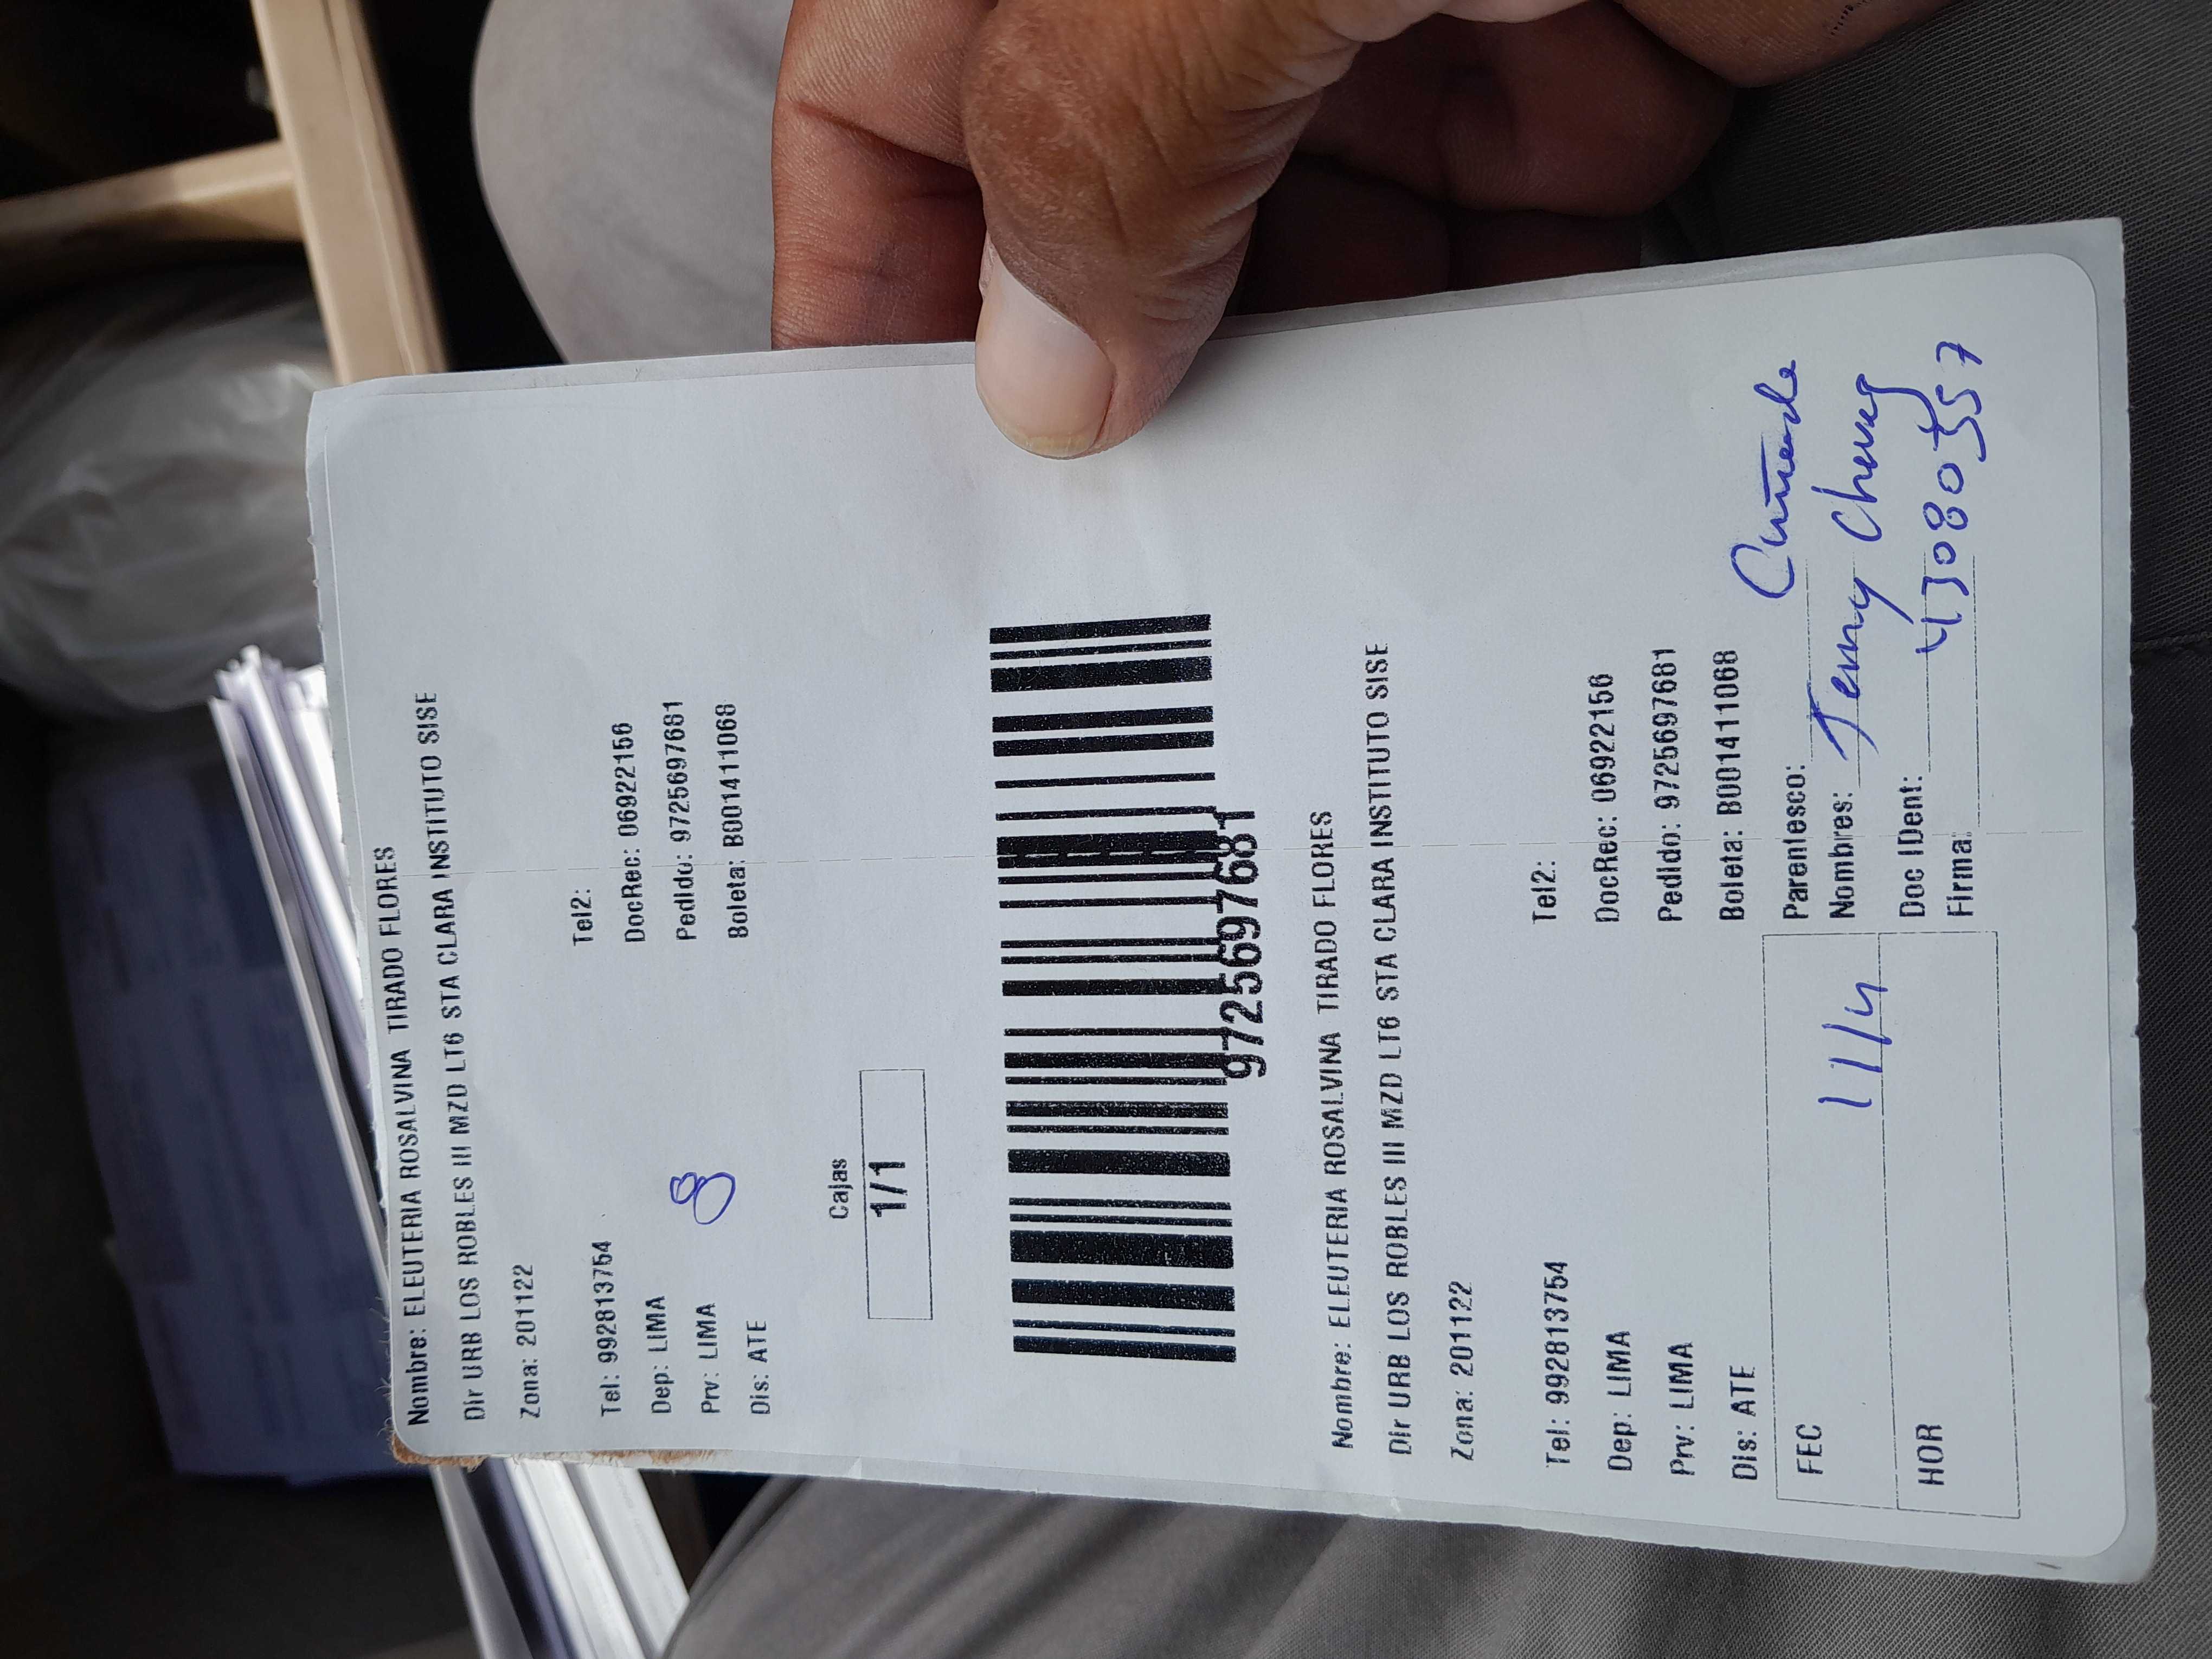 Nombre: ELEUTERIA ROSALVINA TIRADO FLORES
Dir URB LOS ROBLES III MZD LT6 STA CLARA INSTITUTO SISE
Zona: 201122
Tel: 992813754 Tel2:
Dep: LIMA DocRec: 06922156
Prv: LIMA 8 Pedido: 9725697681
Dis: ATE Boleta: B001411068
Cajas
1/1
9725697681
Nombre: ELEUTERIA ROSALVINA TIRADO FLORES
Dir URB LOS ROBLES III MZD LT6 STA CLARA INSTITUTO SISE
Zona: 201122
Tel: 992813754 Tel2:
Dep: LIMA DocRec: 06922156
Prv: LIMA Pedido: 9725697681
Dis: ATE Boleta: B001411068
FEC 11/4 Parentesco: Cuñada
Nombres: Jenny
HOR Doc IDent: 43080557
Firma: